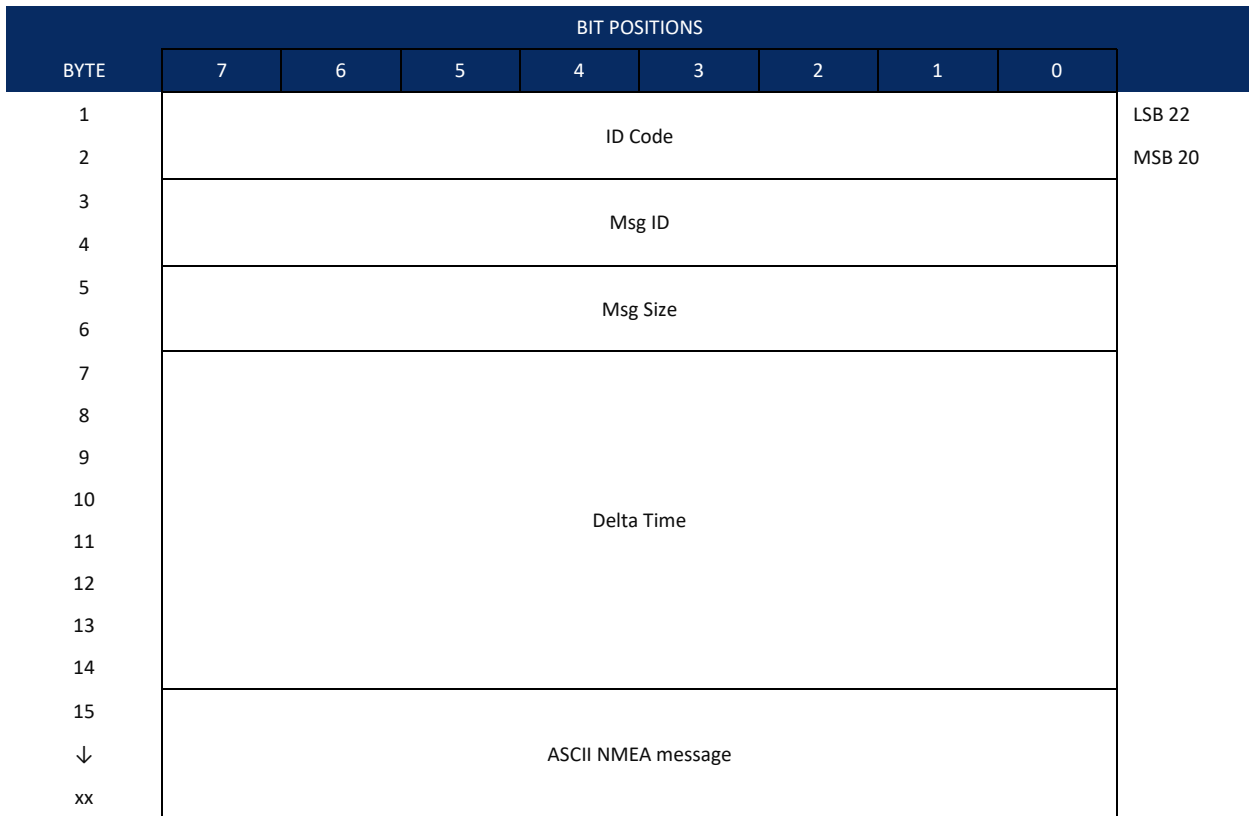 BIT POSITIONS
BYTE 7 6 5 4 3 2 1 0
1 LSB 22
ID Code
2 MSB 20
3
Msg ID
4
5
Msg Size
6
7
8
9
10
Delta Time
11
12
13
14
15
↓ ASCII NMEA message
xx